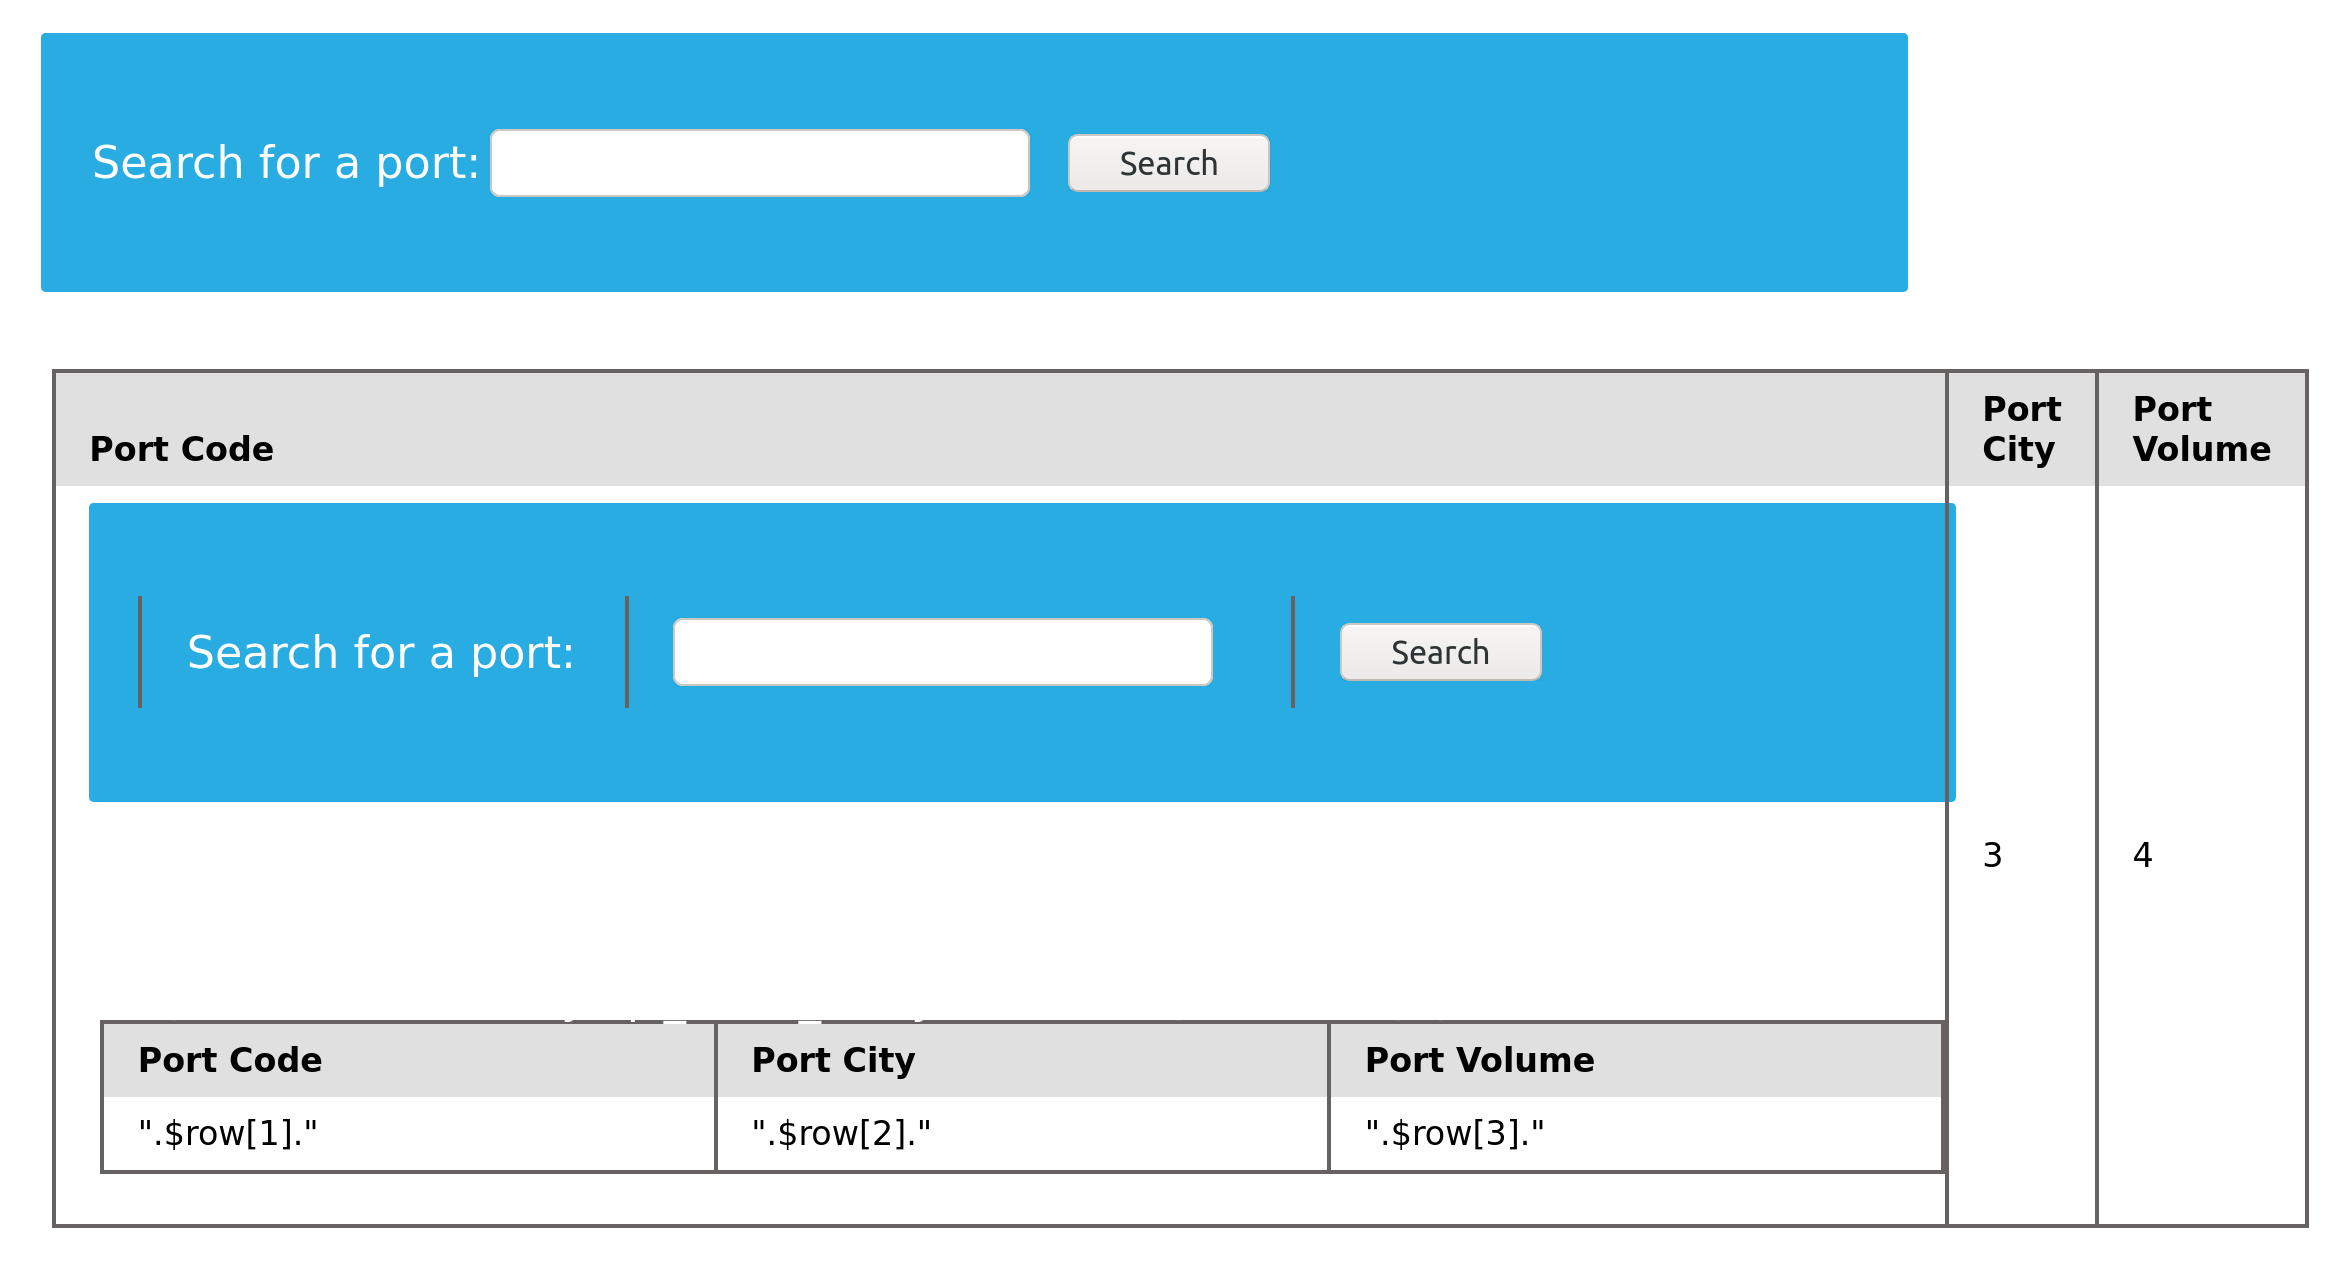 Search for a port: Search
Port Code
Port
City
Port
Volume
Search for a port: Search
3
4
Port Code Port City Port Volume
".$row[1]." ".$row[2]." ".$row[3]."